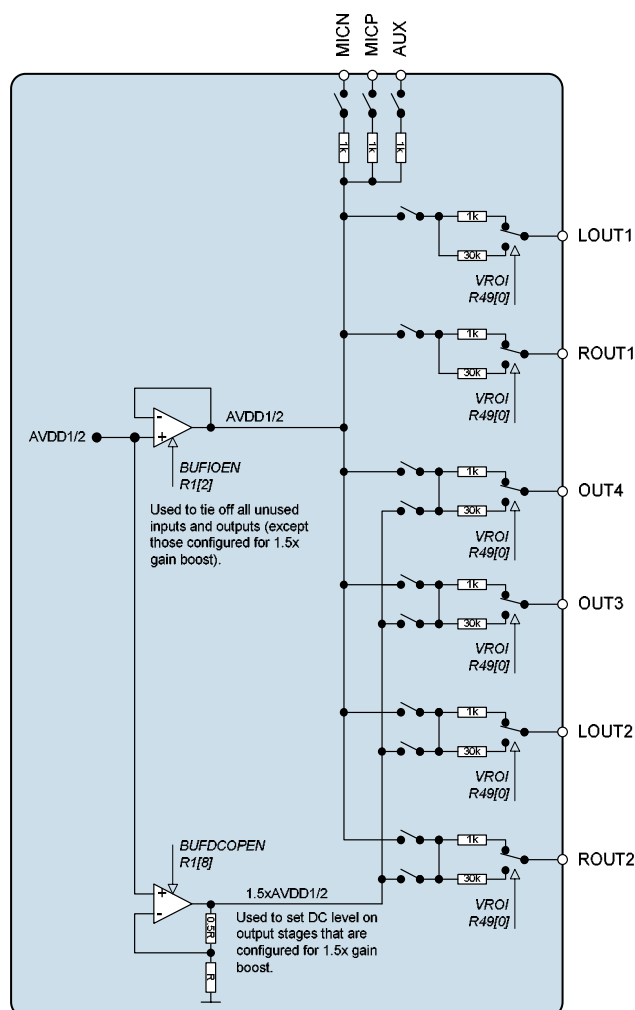 MICN
MICP
AUX
1k
1k
1k
1k
LOUT1
30k
VROI
R49[0]
1k
ROUT1
30k
VROI
R49[0]
AVDD1/2
-
+
AVDD1/2
BUFIOEN
R1[2]
Used to tie off all unused
inputs and outputs (except
those configured for 1.5x
gain boost).
1k
OUT4
30k
VROI
R49[0]
1k
OUT3
30k
VROI
R49[0]
1k
LOUT2
30k
VROI
R49[0]
BUFDCOPEN
R1[8]
+
-
1.5xAVDD1/2
0.5R
R
Used to set DC level on
output stages that are
configured for 1.5x gain
boost.
1k
ROUT2
30k
VROI
R49[0]